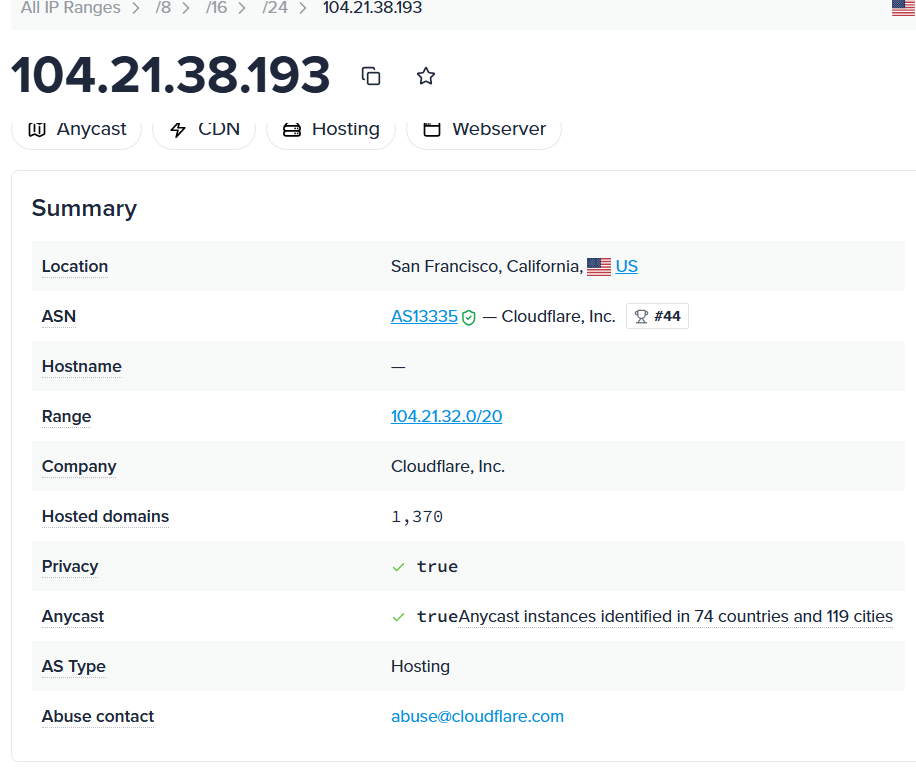 All IP Ranges > /8 > /16 > /24 > 104.21.38.193
104.21.38.193
Anycast CDN Hosting Webserver
Summary
Location San Francisco, California, US
ASN AS13335 — Cloudflare, Inc. #44
Hostname —
Range 104.21.32.0/20
Company Cloudflare, Inc.
Hosted domains 1,370
Privacy true
Anycast trueAnycast instances identified in 74 countries and 119 cities
AS Type Hosting
Abuse contact abuse@cloudflare.com